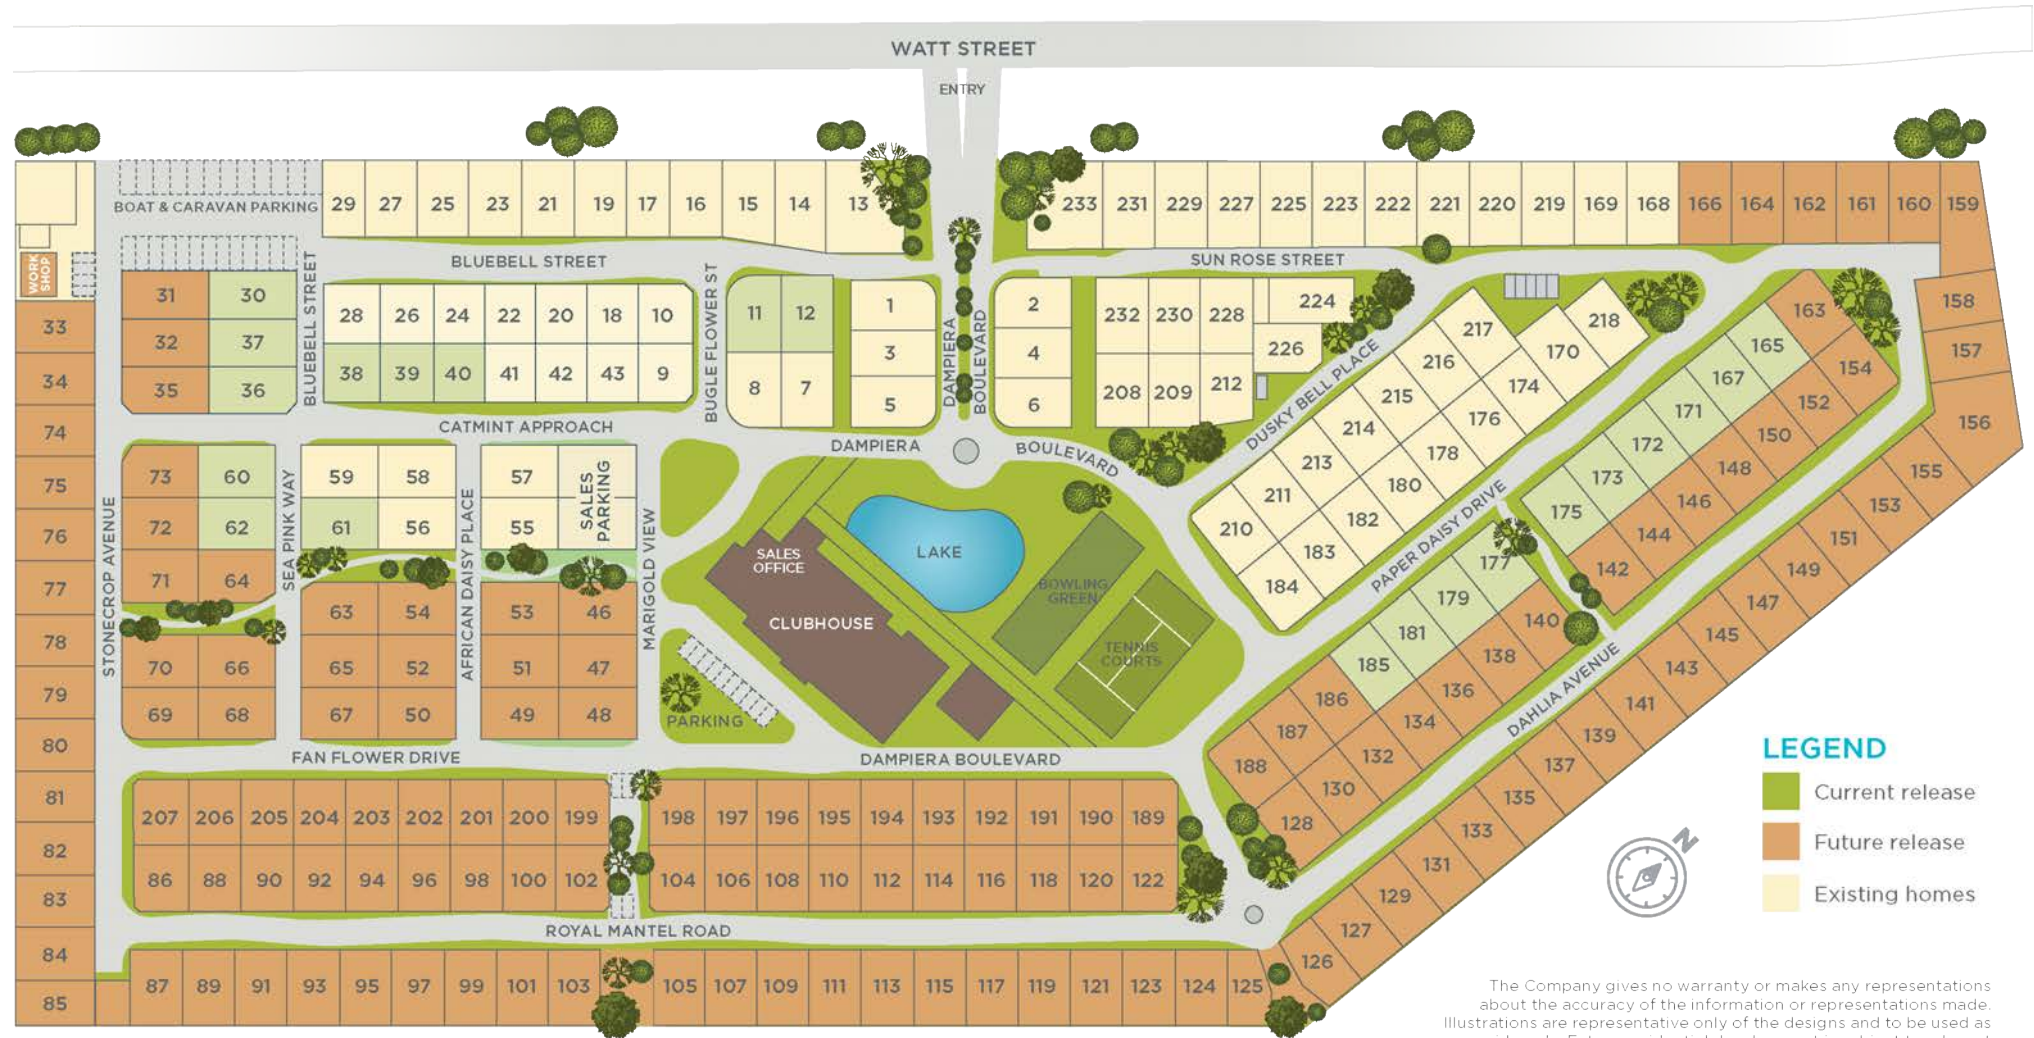 WATT STREET
ENTRY
BOAT & CARAVAN PARKING
29 27 25 23 21 19 17 16 15 14 13
233 231 229 227 225 223 222 221 220 219 169 168 166 164 162 161 160 159
BLUEBELL STREET
SUN ROSE STREET
WORK
SHOP
31 30
32 37
35 36
BLUEBELL STREET
28 26 24 22 20 18 10
38 39 40 41 42 43 9
BUGLE FLOWER ST
11 12
8 7
1
3
5
DAMPIERA
BOULEVARD
2
4
6
232 230 228 224
226
208 209 212
DUSKY BELL PLACE
217 218
216 170
215 174
214 176
213 178
211 180
210 182
183
184
163
165 154
167 152
171 150
172 148
173 146
175 144
142
158
157
156
155
153
151
149
147
145
143
141
139
137
135
133
131
129
127
126
33
34
74
75
76
77
78
79
80
81
82
83
84
85
CATMINT APPROACH
DAMPIERA
BOULEVARD
STONECROP AVENUE
73 60
72 62
71 64
70 66
69 68
SEA PINK WAY
59 58
61 56
63 54
65 52
67 50
AFRICAN DAISY PLACE
57
55
SALES
PARKING
53 46
51 47
49 48
MARIGOLD VIEW
SALES
OFFICE
CLUBHOUSE
LAKE
BOWLING
GREEN
TENNIS
COURTS
PARKING
PAPER DAISY DRIVE
177
179 140
181 138
185 136
186 134
187 132
188 130
128
DAHLIA AVENUE
FAN FLOWER DRIVE
DAMPIERA BOULEVARD
207 206 205 204 203 202 201 200 199
198 197 196 195 194 193 192 191 190 189
86 88 90 92 94 96 98 100 102
104 106 108 110 112 114 116 118 120 122
ROYAL MANTEL ROAD
87 89 91 93 95 97 99 101 103
105 107 109 111 113 115 117 119 121 123 124 125
LEGEND
Current release
Future release
Existing homes
N
The Company gives no warranty or makes any representations
about the accuracy of the information or representations made.
Illustrations are representative only of the designs and to be used as